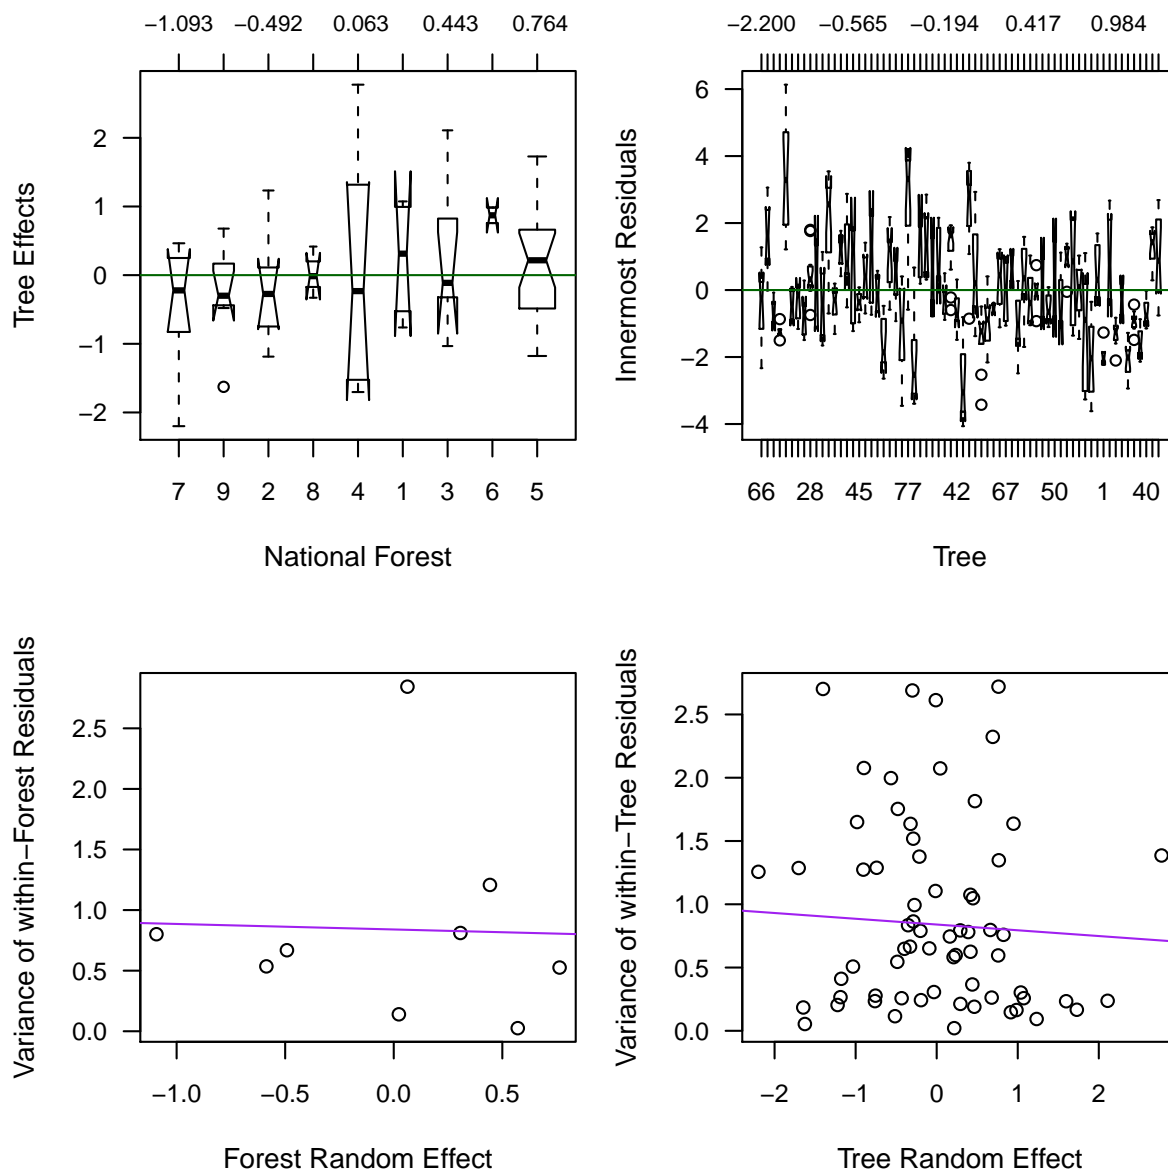 −1.093 −0.492 0.063 0.443 0.764
Tree Effects
2
1
0
−1
−2
7 9 2 8 4 1 3 6 5
National Forest
−2.200 −0.565 −0.194 0.417 0.984
Innermost Residuals
6
4
2
0
−2
−4
66 28 45 77 42 67 50 1 40
Tree
Variance of within−Forest Residuals
2.5
2.0
1.5
1.0
0.5
0.0
−1.0 −0.5 0.0 0.5
Forest Random Effect
Variance of within−Tree Residuals
2.5
2.0
1.5
1.0
0.5
0.0
−2 −1 0 1 2
Tree Random Effect